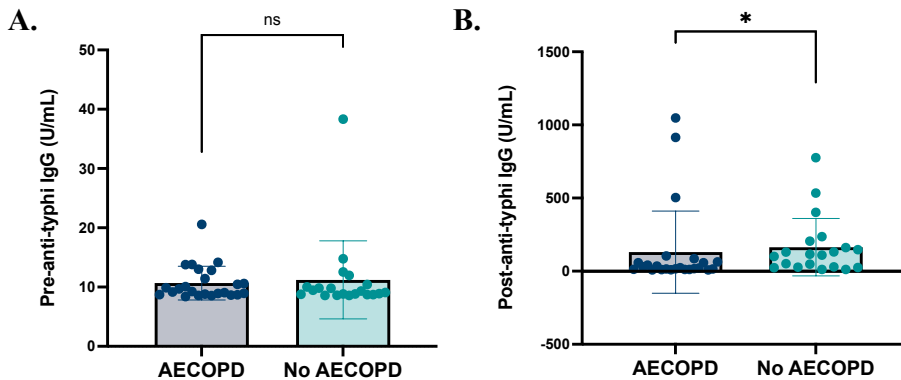 A.
ns
Pre-anti-typhi IgG (U/mL)
50
40
30
20
10
0
AECOPD
No AECOPD
B.
*
Post-anti-typhi IgG (U/mL)
1500
1000
500
0
-500
AECOPD
No AECOPD